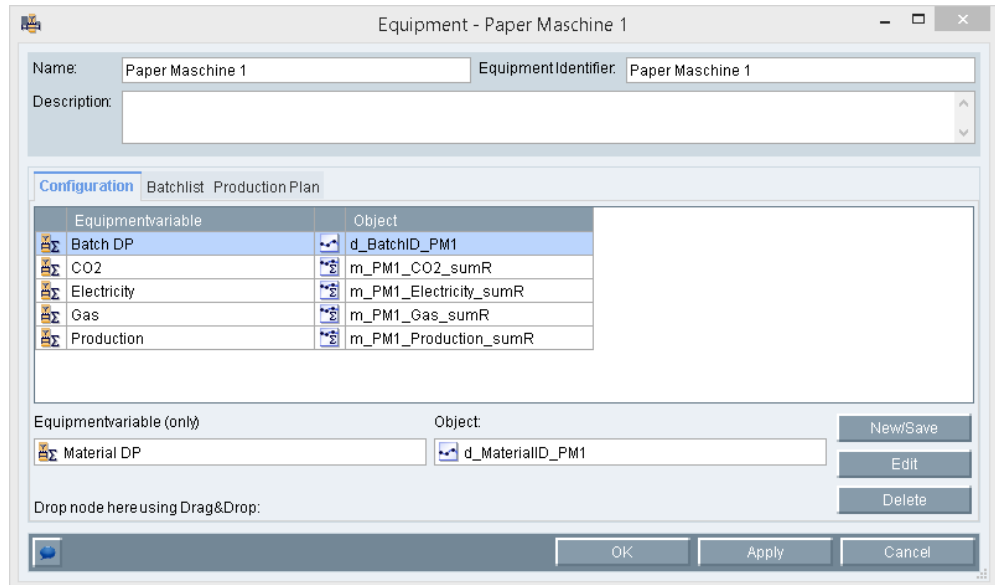 Equipment - Paper Maschine 1
Name: Paper Maschine 1 Equipment Identifier: Paper Maschine 1
Description:
Configuration Batchlist Production Plan
Equipmentvariable Object
Batch DP d_BatchID_PM1
CO2 m_PM1_CO2_sumR
Electricity m_PM1_Electricity_sumR
Gas m_PM1_Gas_sumR
Production m_PM1_Production_sumR
Equipmentvariable (only) Object:
New/Save
Material DP d_MaterialID_PM1
Edit
Delete
Drop node here using Drag&Drop:
OK Apply Cancel